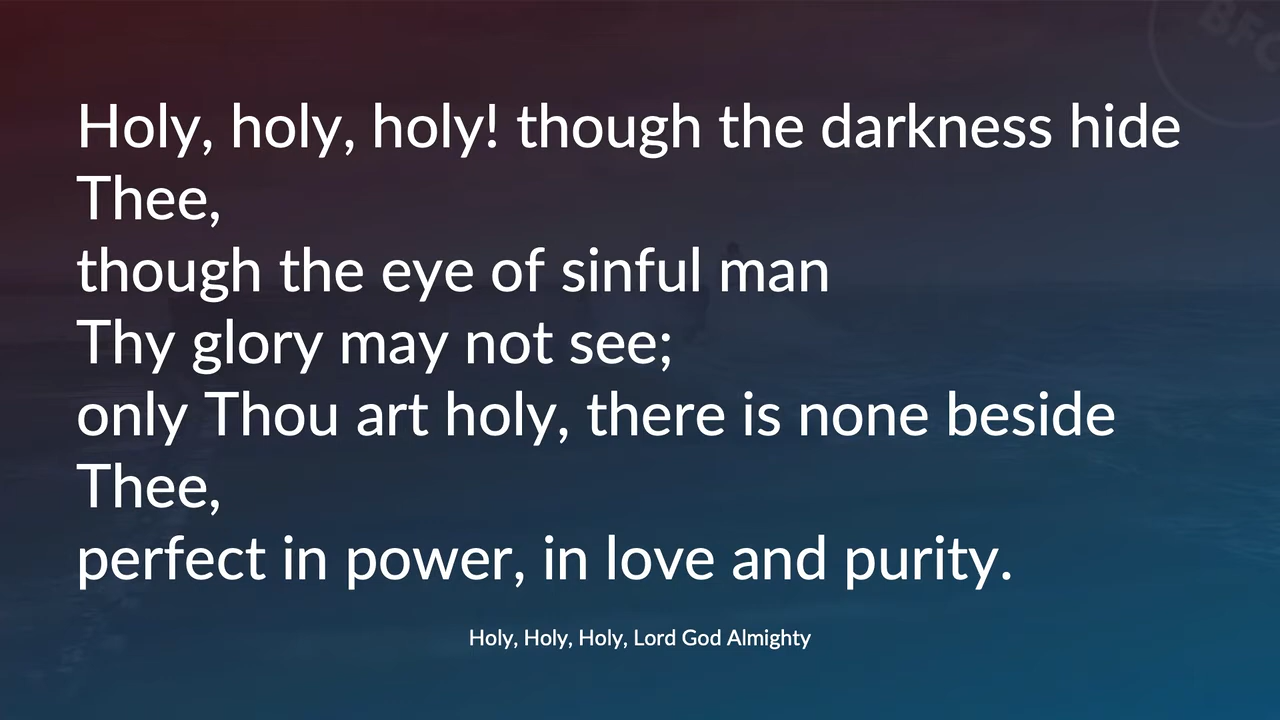 BFC
Holy, holy, holy! though the darkness hide
Thee,
though the eye of sinful man
Thy glory may not see;
only Thou art holy, there is none beside
Thee,
perfect in power, in love and purity.
Holy, Holy, Holy, Lord God Almighty